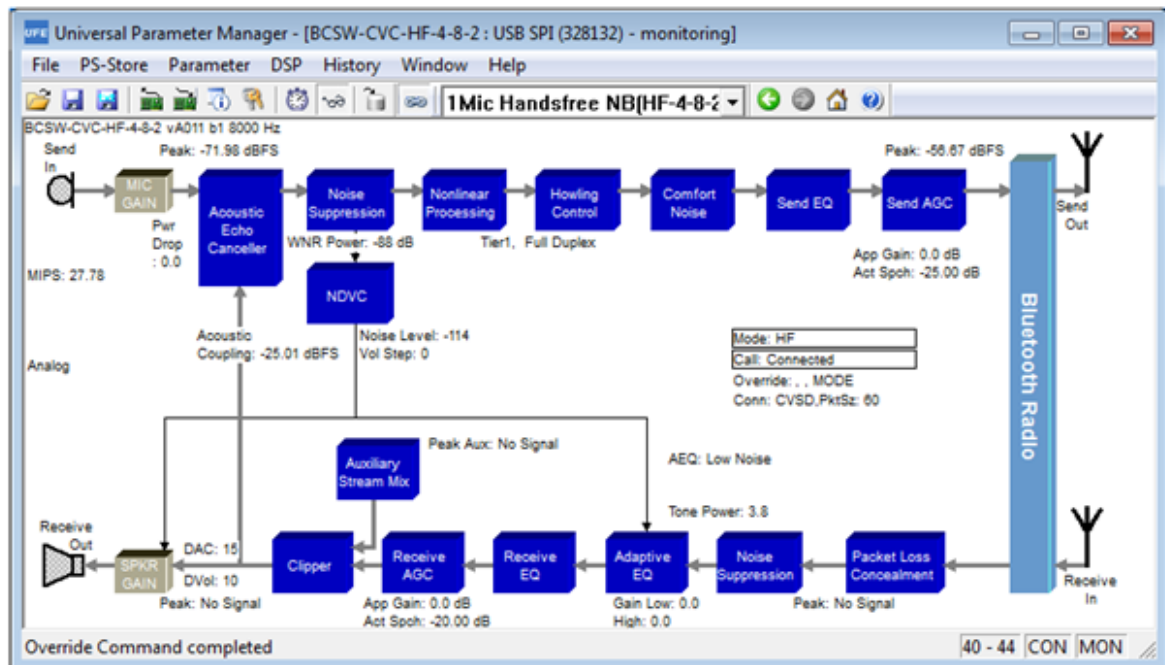 UFE Universal Parameter Manager - [BCSW-CVC-HF-4-8-2 : USB SPI (328132) - monitoring]
File PS-Store Parameter DSP History Window Help
1Mic Handsfree NB(HF-4-8-2
BCSW-CVC-HF-4-8-2 vA011 b1 8000 Hz
Send
In
Peak: -71.98 dBFS
Peak: -56.67 dBFS
MIC
GAIN
Acoustic
Echo
Canceller
Noise
Suppression
Nonlinear
Processing
Howling
Control
Comfort
Noise
Send EQ
Send AGC
Send
Out
Pwr
Drop
: 0.0
WNR Power: -88 dB
Tier1, Full Duplex
App Gain: 0.0 dB
Act Spch: -25.00 dB
MIPS: 27.78
NDVC
Bluetooth Radio
Acoustic
Coupling: -25.01 dBFS
Noise Level: -114
Vol Step: 0
Mode: HF
Call: Connected
Override: , , MODE
Conn: CVSD,PktSz: 60
Analog
Peak Aux: No Signal
Auxiliary
Stream Mix
AEQ: Low Noise
Tone Power: 3.8
Receive
Out
DAC: 15
SPKR
GAIN
DVol: 10
Clipper
Receive
AGC
Receive
EQ
Adaptive
EQ
Noise
Suppression
Packet Loss
Concealment
Receive
In
Peak: No Signal
App Gain: 0.0 dB
Act Spch: -20.00 dB
Gain Low: 0.0
High: 0.0
Peak: No Signal
Override Command completed
40 - 44 CON MON